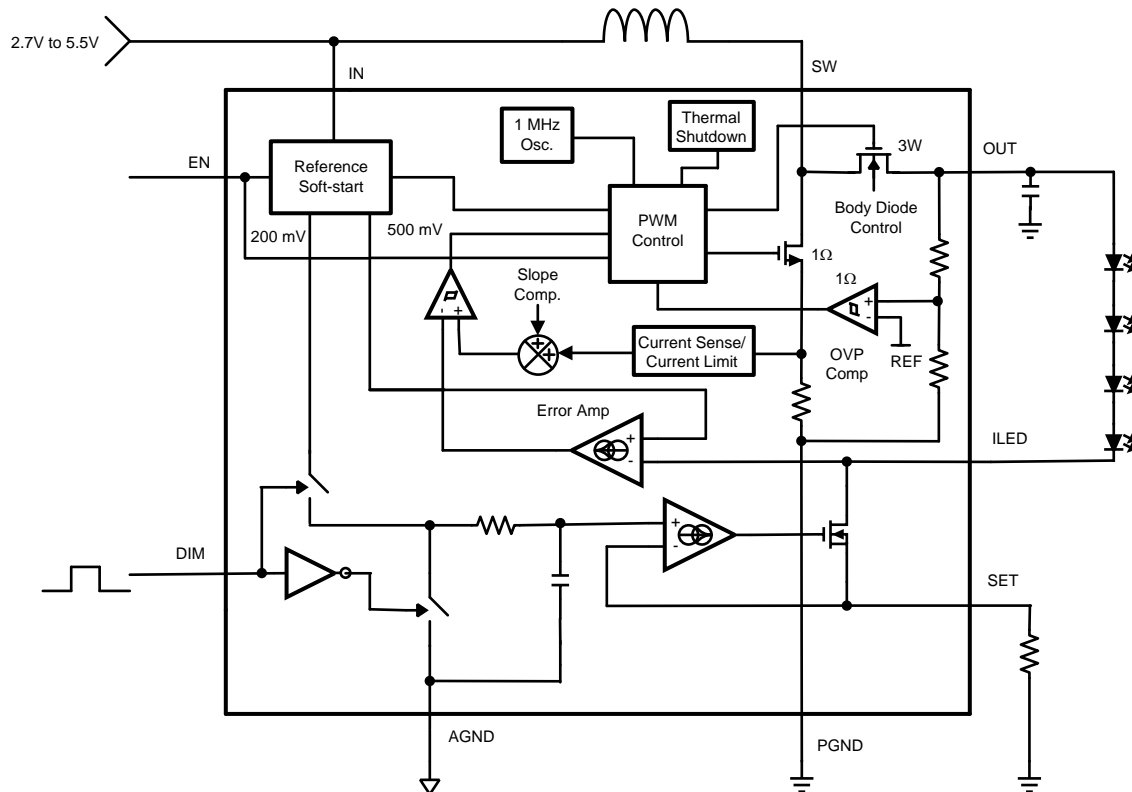 2.7V to 5.5V
IN
SW
1 MHz
Osc.
Thermal
Shutdown
EN
Reference
Soft-start
3W
OUT
200 mV
500 mV
PWM
Control
Body Diode
Control
1Ω
Slope
Comp.
1Ω
- +
+
+
+
-
Current Sense/
Current Limit
OVP
Comp
REF
Error Amp
+
-
ILED
DIM
+
-
SET
AGND
PGND